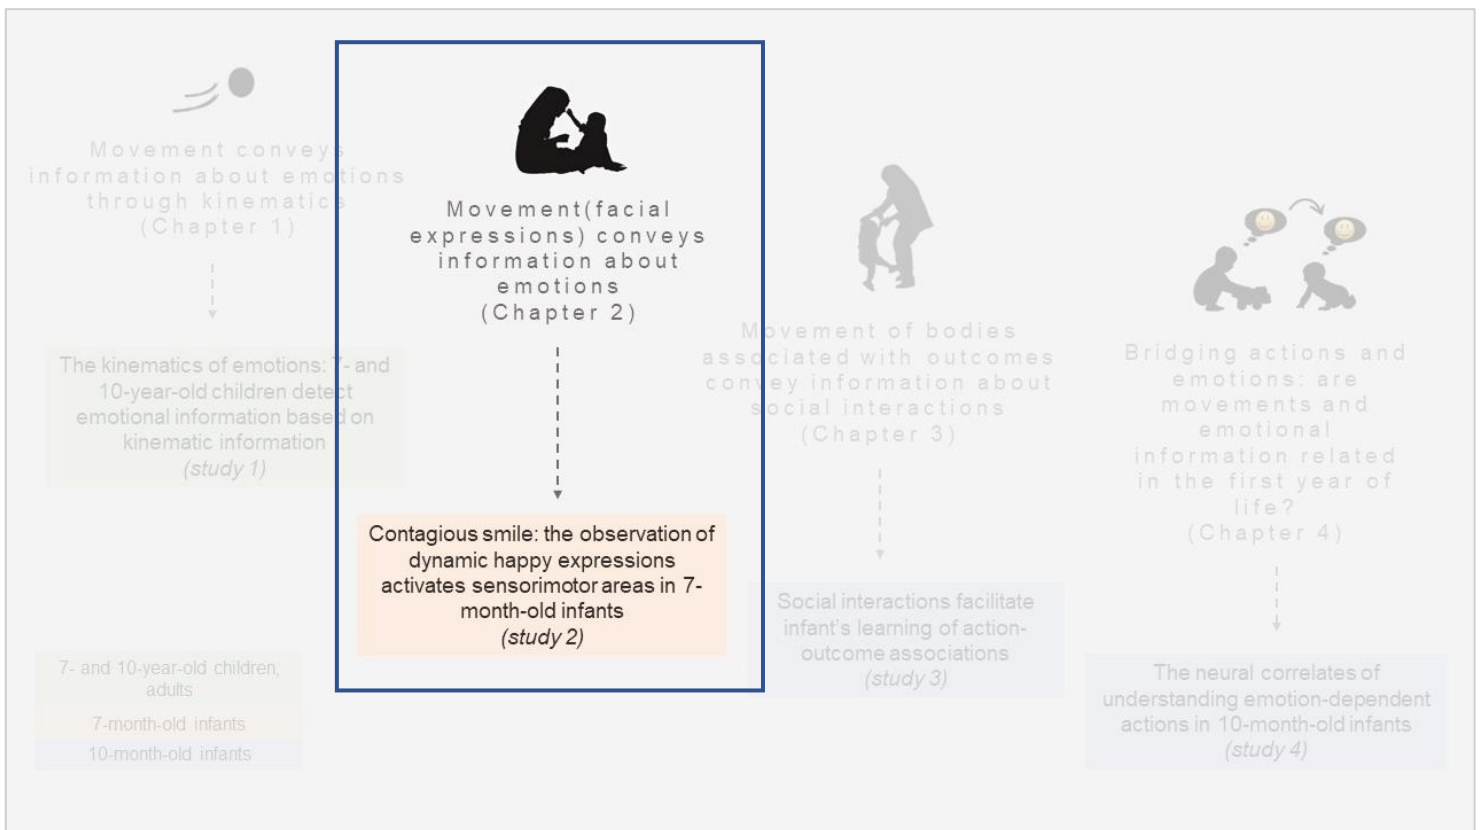 Movement conveys
information about emotions
through kinematics
(Chapter 1)
The kinematics of emotions: 7- and
10-year-old children detect
emotional information based on
kinematic information
(study 1)
7- and 10-year-old children,
adults
7-month-old infants
10-month-old infants
Movement(facial
expressions) conveys
information about
emotions
(Chapter 2)
Contagious smile: the observation of
dynamic happy expressions
activates sensorimotor areas in 7-
month-old infants
(study 2)
Movement of bodies
associated with outcomes
convey information about
social interactions
(Chapter 3)
Social interactions facilitate
infant's learning of action-
outcome associations
(study 3)
Bridging actions and
emotions: are
movements and
emotional
information related
in the first year of
life?
(Chapter 4)
The neural correlates of
understanding emotion-dependent
actions in 10-month-old infants
(study 4)